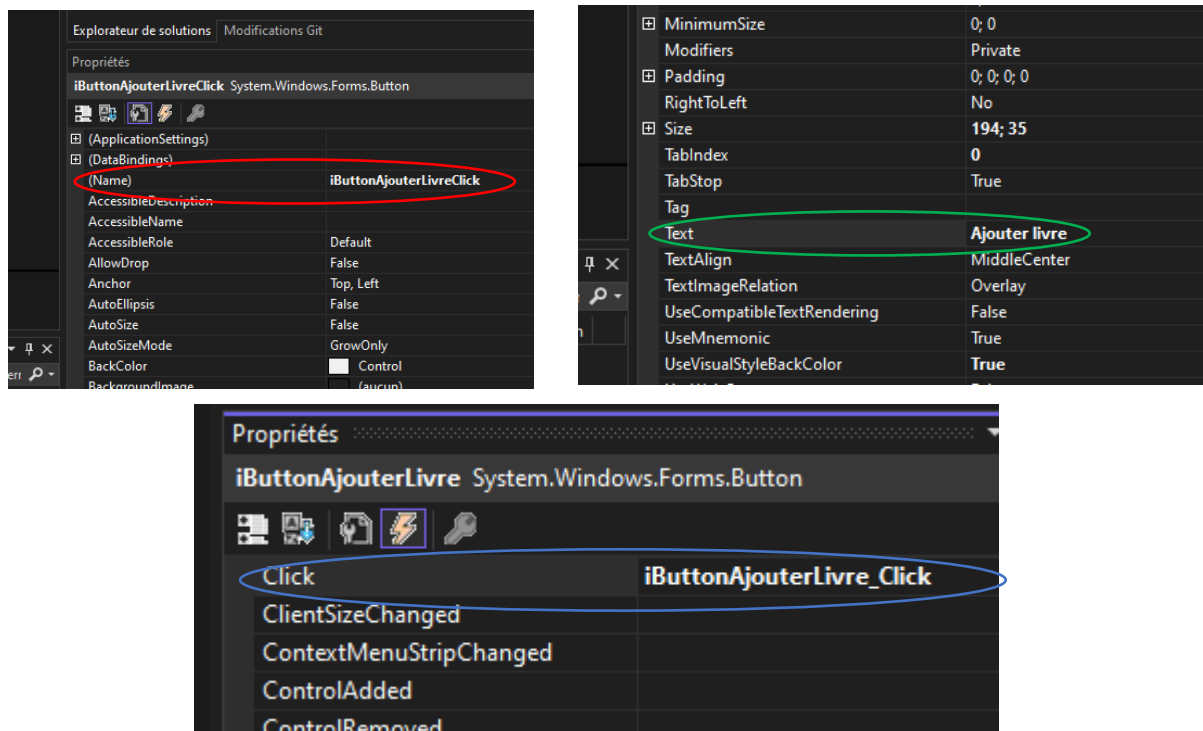 Explorateur de solutions Modifications Git
Propriétés
iButtonAjouterLivreClick System.Windows.Forms.Button
(ApplicationSettings)
(DataBindings)
(Name) iButtonAjouterLivreClick
AccessibleDescription
AccessibleName
AccessibleRole Default
AllowDrop False
Anchor Top, Left
AutoEllipsis False
AutoSize False
AutoSizeMode GrowOnly
BackColor Control
BackgroundImage (aucun)
MinimumSize 0; 0
Modifiers Private
Padding 0; 0; 0; 0
RightToLeft No
Size 194; 35
TabIndex 0
TabStop True
Tag
Text Ajouter livre
TextAlign MiddleCenter
TextImageRelation Overlay
UseCompatibleTextRendering False
UseMnemonic True
UseVisualStyleBackColor True
Propriétés
iButtonAjouterLivre System.Windows.Forms.Button
Click iButtonAjouterLivre_Click
ClientSizeChanged
ContextMenuStripChanged
ControlAdded
ControlRemoved